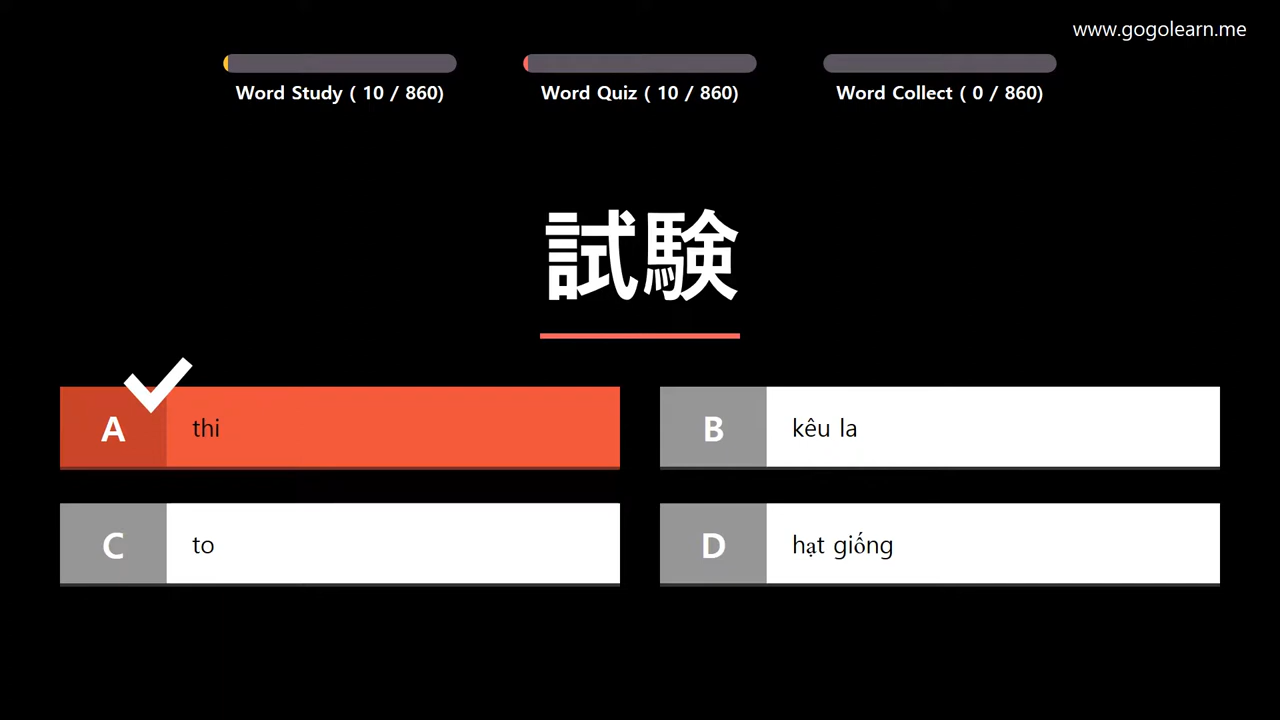 www.gogolearn.me
Word Study ( 10 / 860)
Word Quiz ( 10 / 860)
Word Collect ( 0 / 860)
試験
A thi
B kêu la
C to
D hạt giống